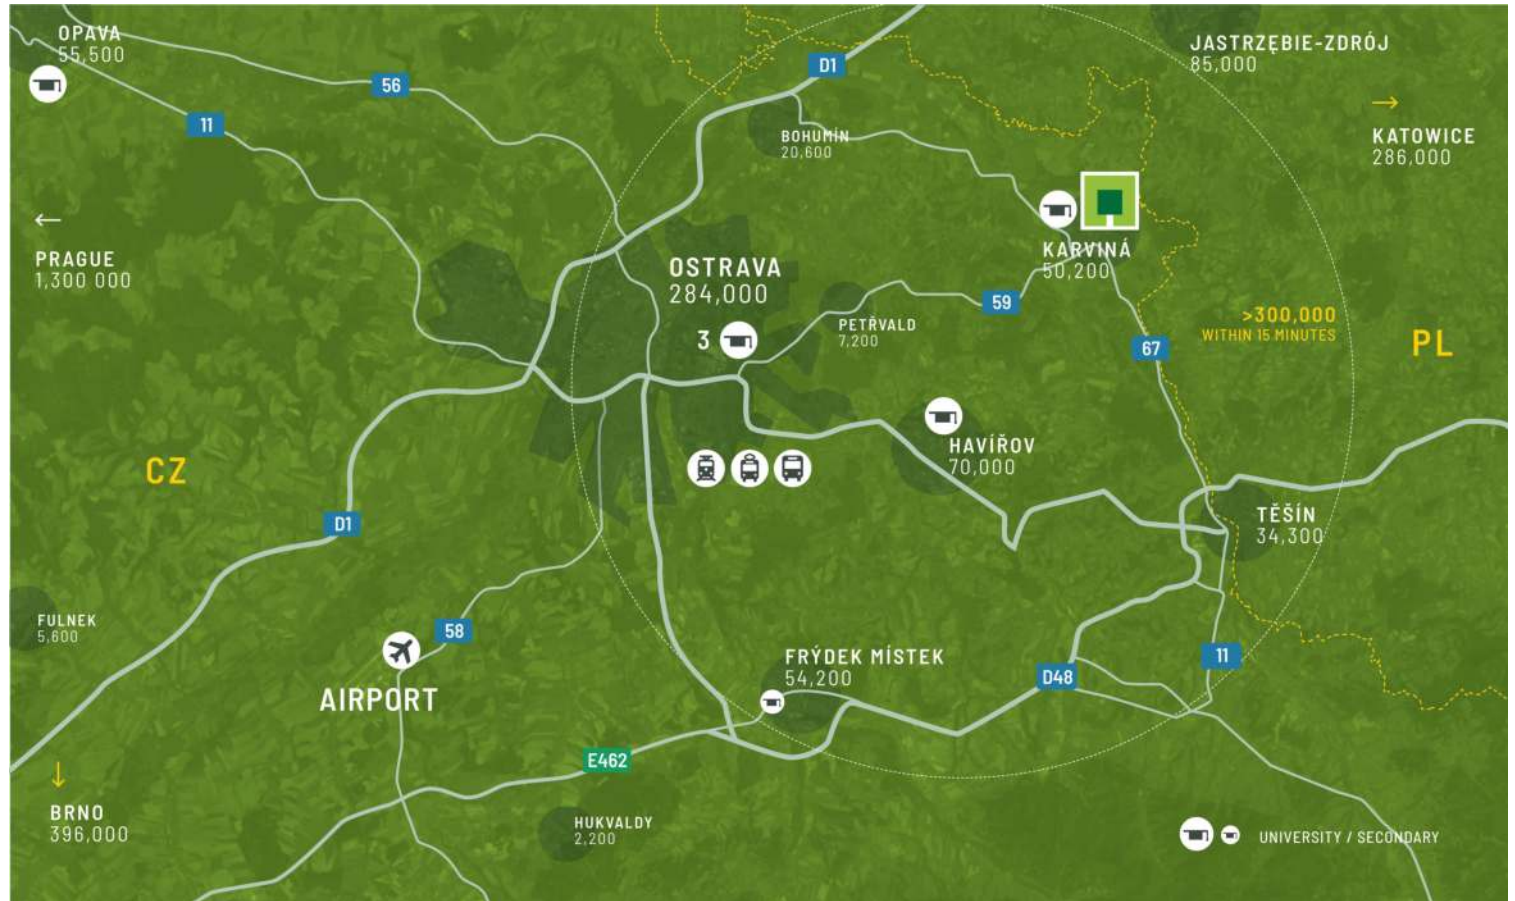 OPAVA
55,500
56
11
D1
JASTRZĘBIE-ZDRÓJ
85,000
→
KATOWICE
286,000
BOHUMÍN
20,600
←
PRAGUE
1,300 000
KARVINÁ
50,200
OSTRAVA
284,000
3
PETŘVALD
7,200
59
67
>300,000
WITHIN 15 MINUTES
PL
HAVÍŘOV
70,000
CZ
D1
TĚŠÍN
34,300
FULNEK
5,600
58
AIRPORT
FRÝDEK MÍSTEK
54,200
D48
11
E462
↓
BRNO
396,000
HUKVALDY
2,200
UNIVERSITY / SECONDARY